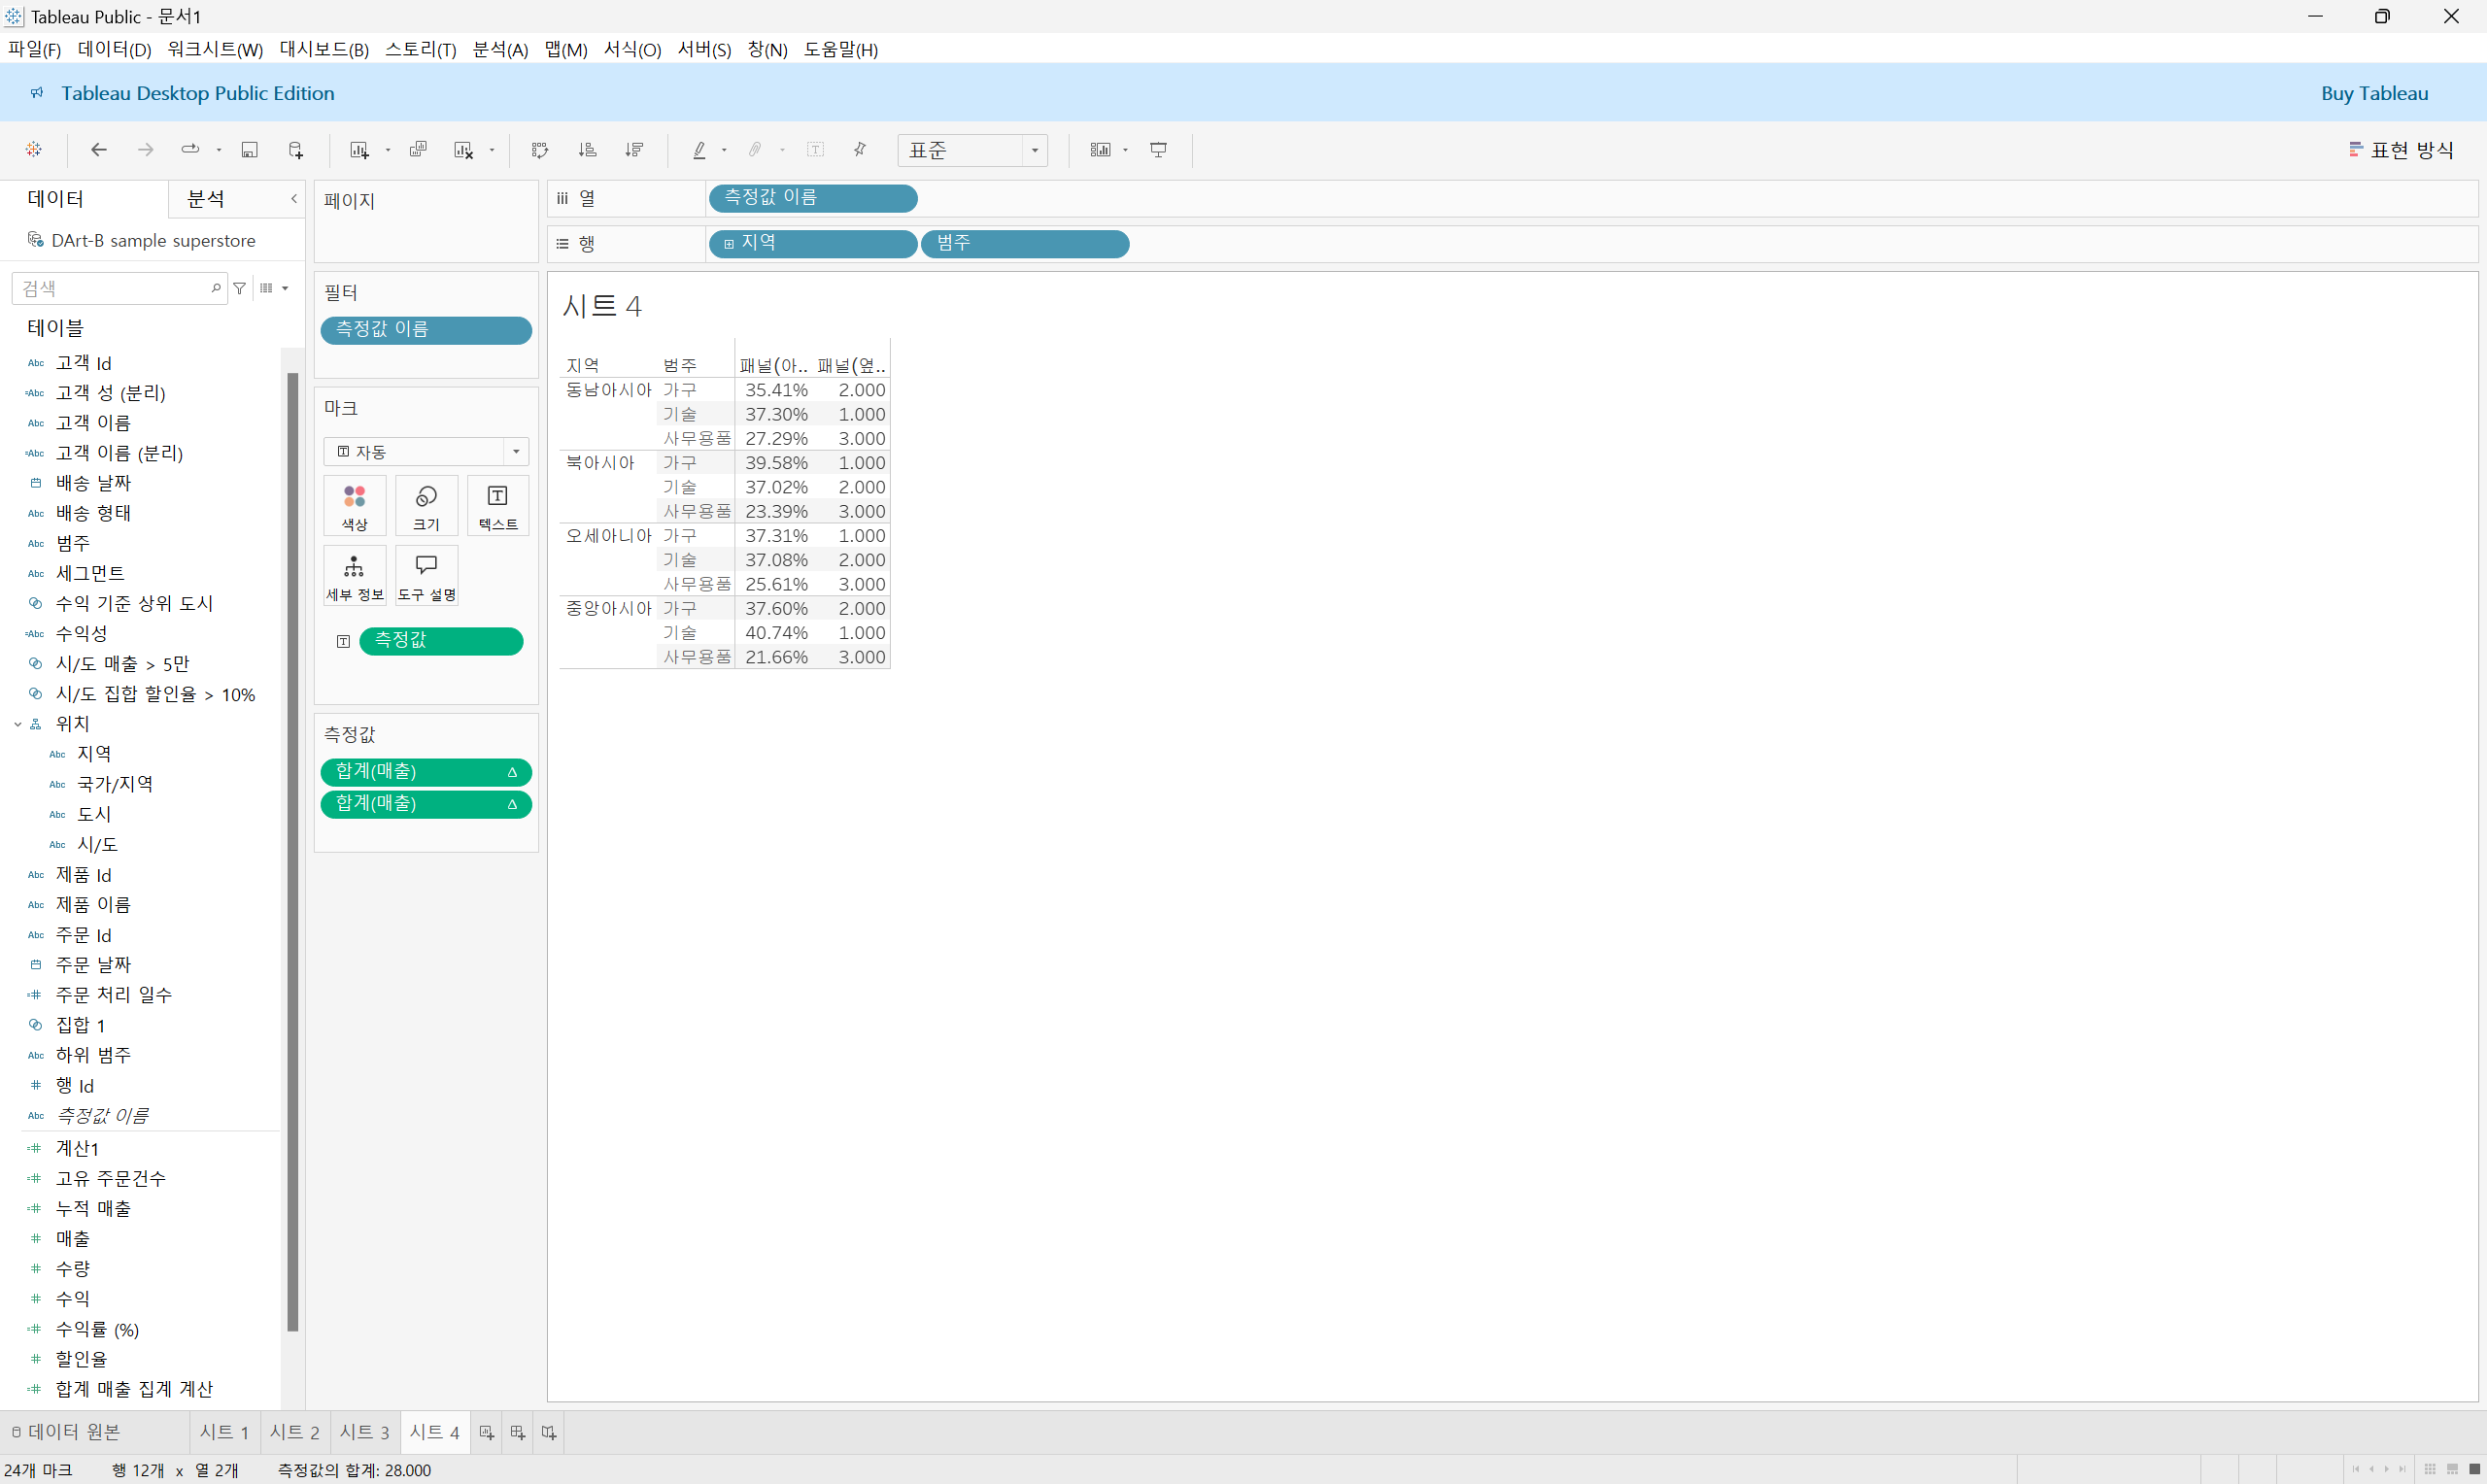 Tableau Public - 문서1
파일(F) 데이터(D) 워크시트(W) 대시보드(B) 스토리(T) 분석(A) 맵(M) 서식(O) 서버(S) 창(N) 도움말(H)
Tableau Desktop Public Edition
Buy Tableau
표준
표현 방식
데이터
분석
DArt-B sample superstore
검색
테이블
Abc 고객 Id
=Abc 고객 성 (분리)
Abc 고객 이름
=Abc 고객 이름 (분리)
배송 날짜
Abc 배송 형태
Abc 범주
Abc 세그먼트
수익 기준 상위 도시
=Abc 수익성
시/도 매출 > 5만
시/도 집합 할인율 > 10%
위치
Abc 지역
Abc 국가/지역
Abc 도시
Abc 시/도
Abc 제품 Id
Abc 제품 이름
Abc 주문 Id
주문 날짜
=# 주문 처리 일수
집합 1
Abc 하위 범주
# 행 Id
Abc 측정값 이름
=# 계산1
=# 고유 주문건수
=# 누적 매출
# 매출
# 수량
# 수익
=# 수익률 (%)
# 할인율
=# 합계 매출 집계 계산
페이지
필터
측정값 이름
마크
자동
색상 크기 텍스트
세부 정보 도구 설명
측정값
측정값
합계(매출) Δ
합계(매출) Δ
열 측정값 이름
행 지역 범주
시트 4
지역 범주 패널(아.. 패널(옆..
동남아시아 가구 35.41% 2.000
기술 37.30% 1.000
사무용품 27.29% 3.000
북아시아 가구 39.58% 1.000
기술 37.02% 2.000
사무용품 23.39% 3.000
오세아니아 가구 37.31% 1.000
기술 37.08% 2.000
사무용품 25.61% 3.000
중앙아시아 가구 37.60% 2.000
기술 40.74% 1.000
사무용품 21.66% 3.000
데이터 원본 시트 1 시트 2 시트 3 시트 4
24개 마크 행 12개 x 열 2개 측정값의 합계: 28.000